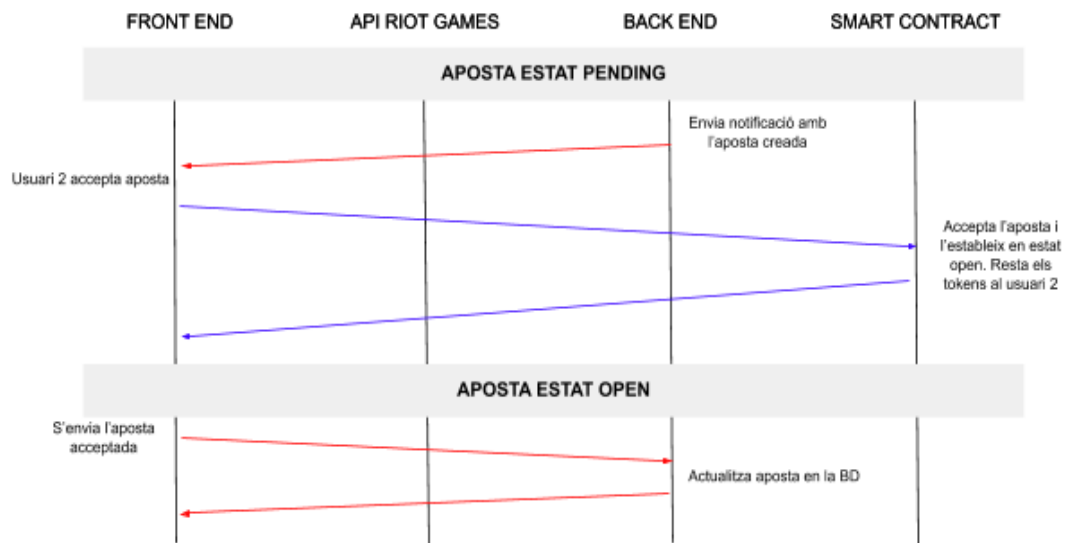 FRONT END
API RIOT GAMES
BACK END
SMART CONTRACT
APOSTA ESTAT PENDING
Envia notificació amb
l'aposta creada
Usuari 2 accepta aposta
Accepta l'aposta i
l'estableix en estat
open. Resta els
tokens al usuari 2
APOSTA ESTAT OPEN
S'envia l'aposta
acceptada
Actualitza aposta en la BD